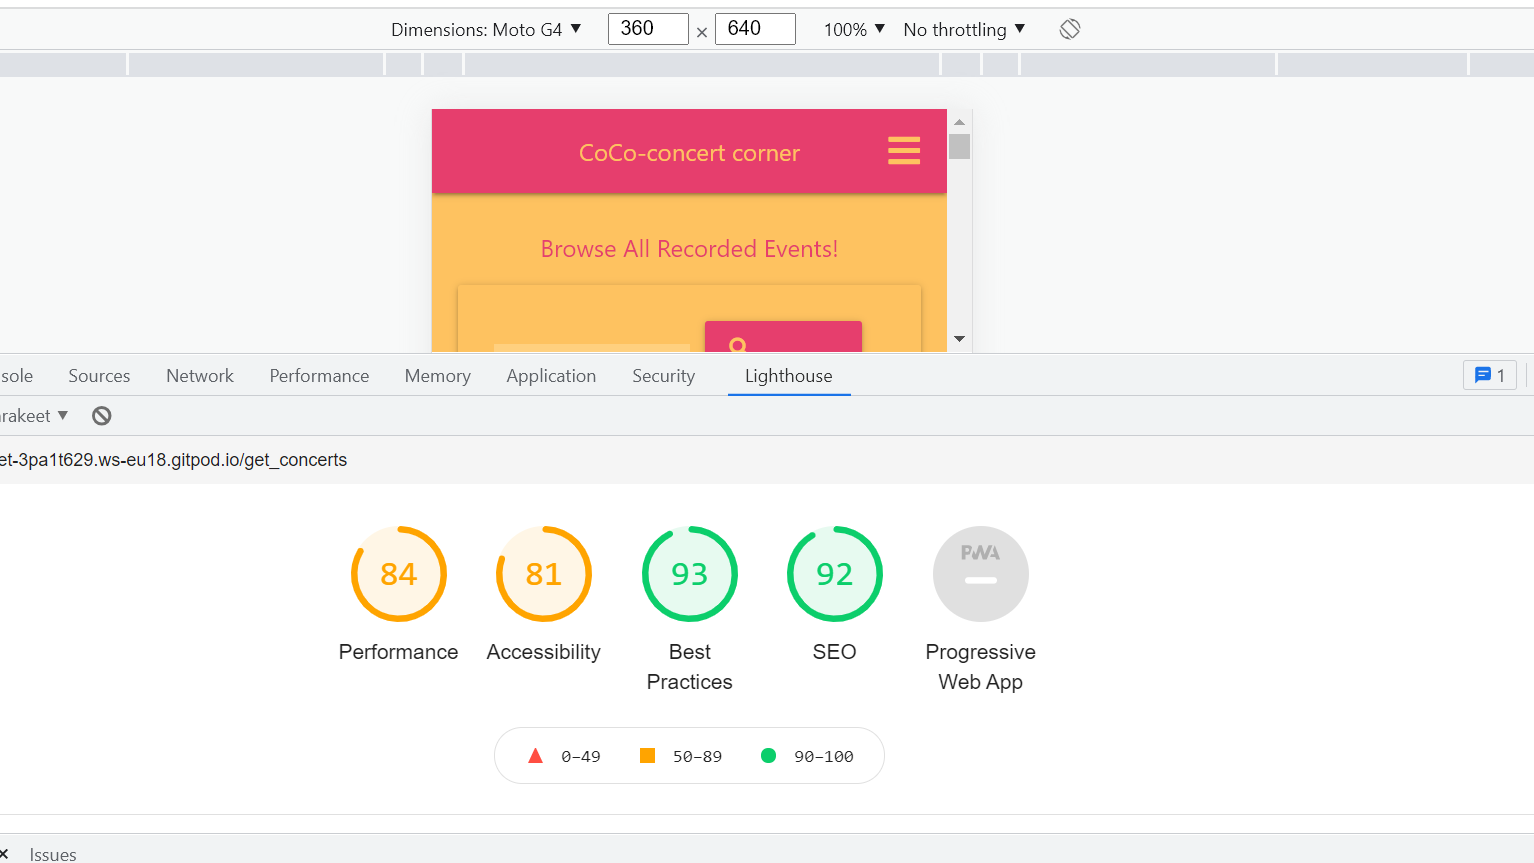 Dimensions: Moto G4 ▼ 360 × 640 100% ▼ No throttling ▼
CoCo-concert corner
Browse All Recorded Events!
sole Sources Network Performance Memory Application Security Lighthouse 1
rakeet ▼
et-3pa1t629.ws-eu18.gitpod.io/get_concerts
84 81 93 92 PWA
Performance Accessibility Best Practices SEO Progressive Web App
0–49 50–89 90–100
× Issues